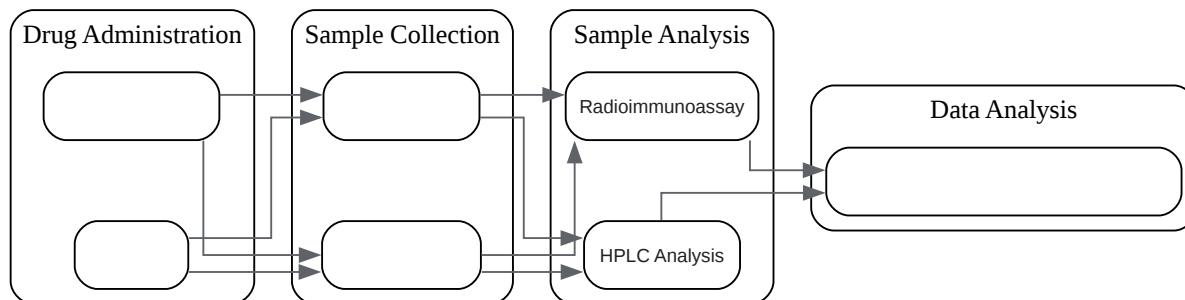 Drug Administration
Sample Collection
Sample Analysis
Radioimmunoassay
HPLC Analysis
Data Analysis